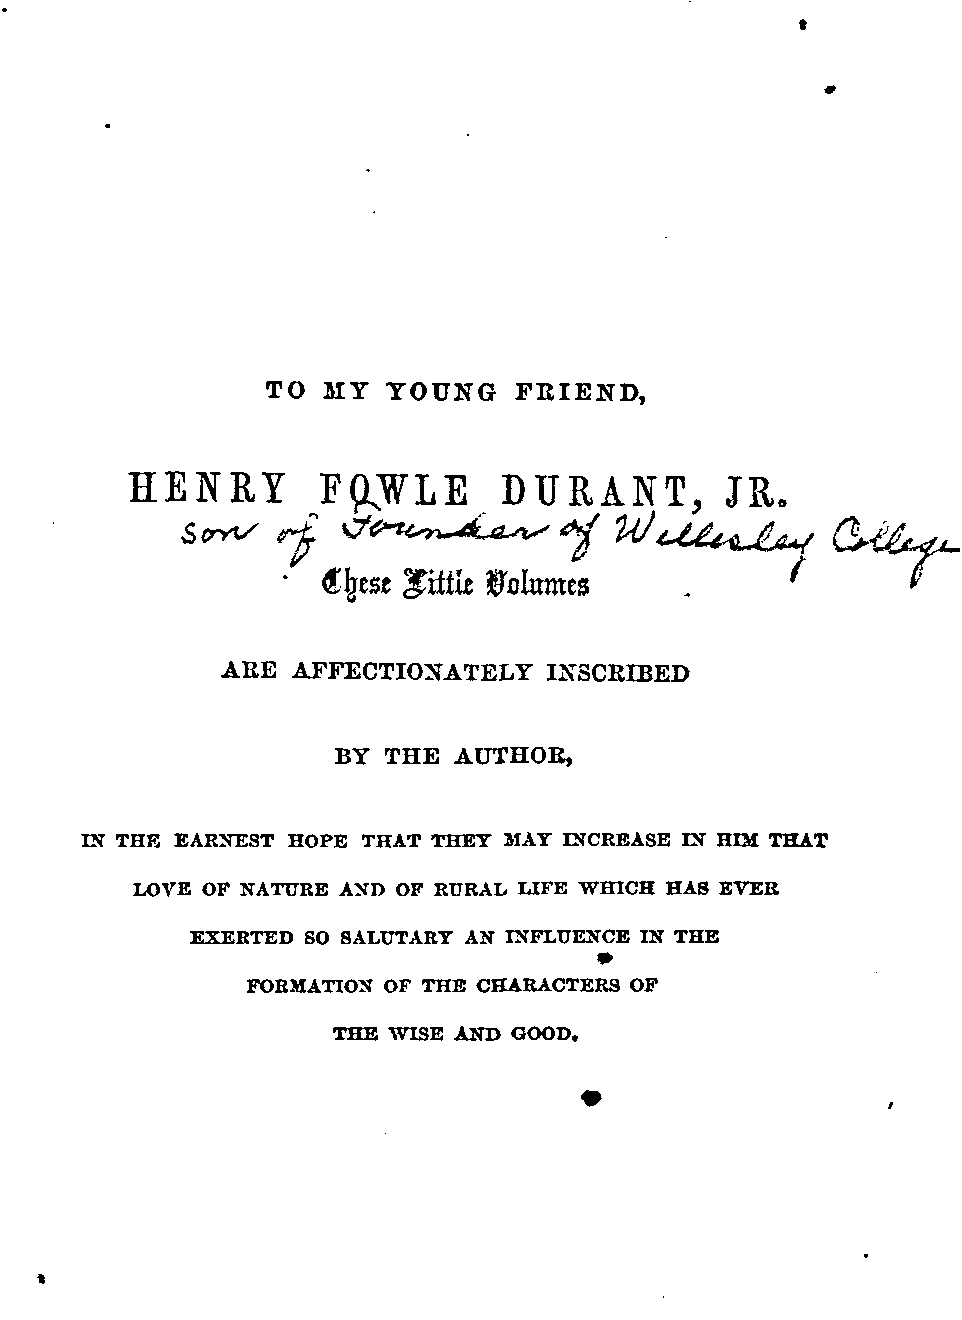 TO MY YOUNG FRIEND,
HENRY FOWLE DURANT, JR.
son of Founder of Willesley College
These Little Volumes
ARE AFFECTIONATELY INSCRIBED
BY THE AUTHOR,
IN THE EARNEST HOPE THAT THEY MAY INCREASE IN HIM THAT
LOVE OF NATURE AND OF RURAL LIFE WHICH HAS EVER
EXERTED SO SALUTARY AN INFLUENCE IN THE
FORMATION OF THE CHARACTERS OF
THE WISE AND GOOD.